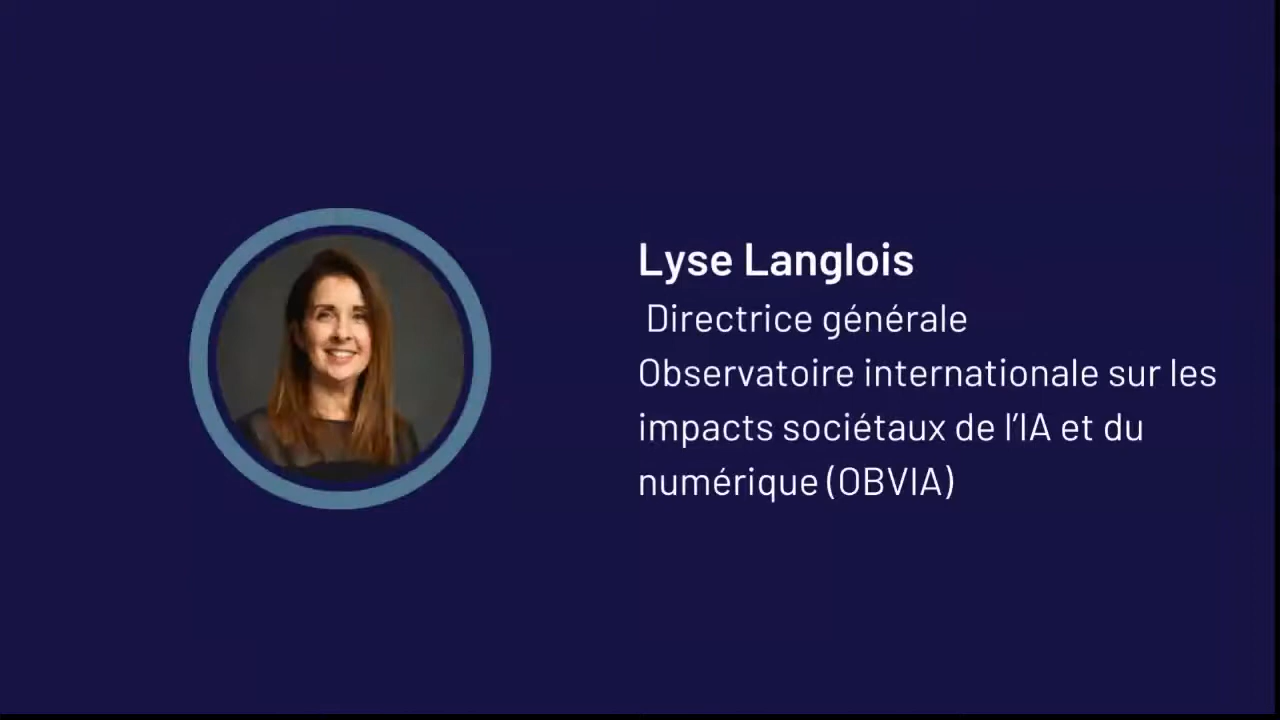 Lyse Langlois
Directrice générale
Observatoire internationale sur les
impacts sociétaux de l’IA et du
numérique (OBVIA)